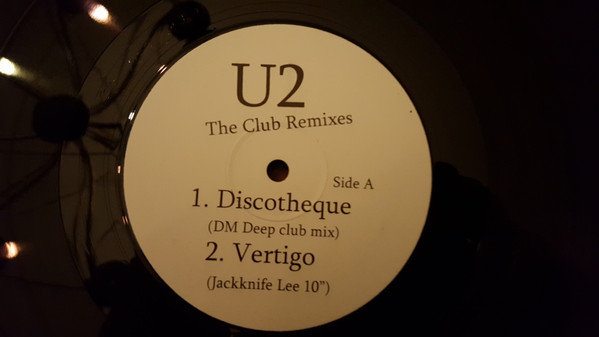 U2
The Club Remixes
Side A
1. Discotheque
(DM Deep club mix)
2. Vertigo
(Jackknife Lee 10”)